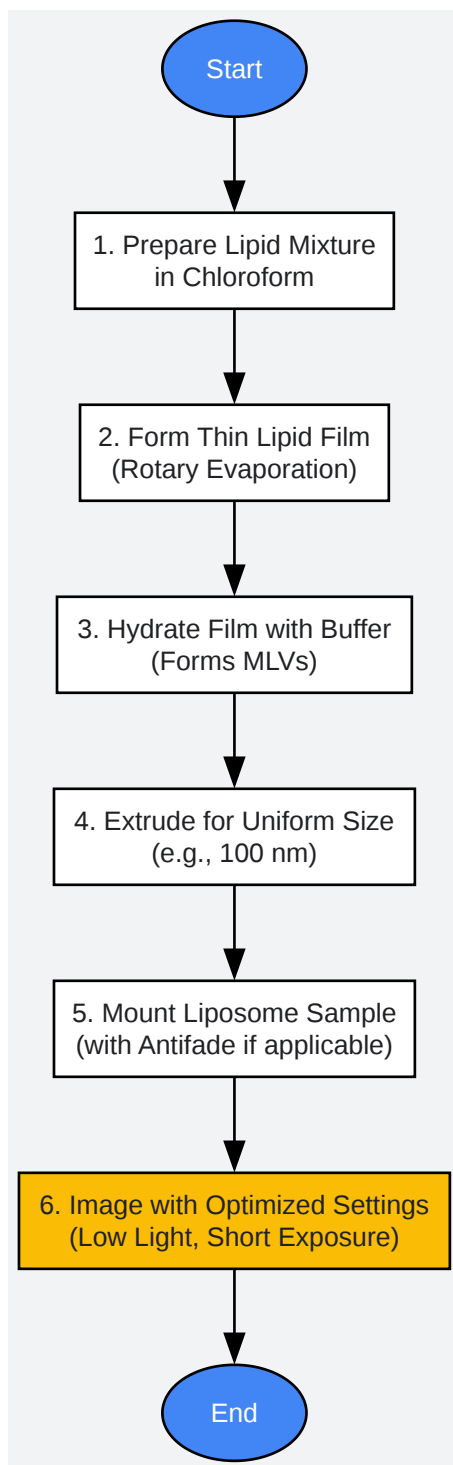 Start
1. Prepare Lipid Mixture
in Chloroform
2. Form Thin Lipid Film
(Rotary Evaporation)
3. Hydrate Film with Buffer
(Forms MLVs)
4. Extrude for Uniform Size
(e.g., 100 nm)
5. Mount Liposome Sample
(with Antifade if applicable)
6. Image with Optimized Settings
(Low Light, Short Exposure)
End